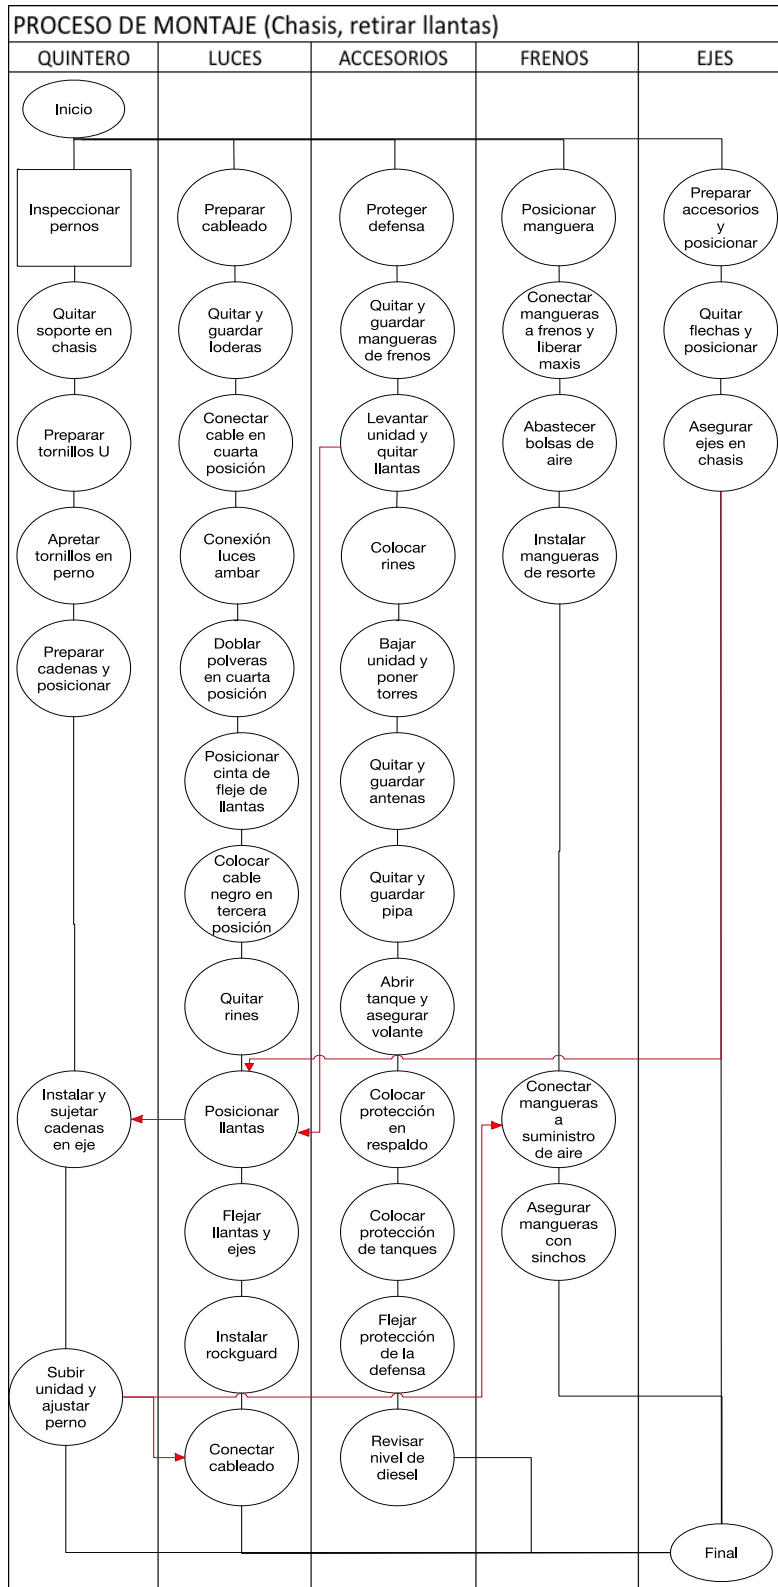 PROCESO DE MONTAJE (Chasis, retirar llantas)
QUINTERO
LUCES
ACCESORIOS
FRENOS
EJES
Inicio
Inspeccionar
pernos
Quitar
soporte en
chasis
Preparar
tornillos U
Apretar
tornillos en
perno
Preparar
cadenas y
posicionar
Instalar y
sujetar
cadenas
en eje
Subir
unidad y
ajustar
perno
Preparar
cableado
Quitar y
guardar
loderas
Conectar
cable en
cuarta
posición
Conexión
luces
ambar
Doblar
polveras
en cuarta
posición
Posicionar
cinta de
fleje de
llantas
Colocar
cable
negro en
tercera
posición
Quitar
rines
Posicionar
llantas
Flejar
llantas y
ejes
Instalar
rockguard
Conectar
cableado
Proteger
defensa
Quitar y
guardar
mangueras
de frenos
Levantar
unidad y
quitar
llantas
Colocar
rines
Bajar
unidad y
poner
torres
Quitar y
guardar
antenas
Quitar y
guardar
pipa
Abrir
tanque y
asegurar
volante
Colocar
protección
en
respaldo
Colocar
protección
de tanques
Flejar
protección
de la
defensa
Revisar
nivel de
diesel
Posicionar
manguera
Conectar
mangueras
a frenos y
liberar
maxis
Abastecer
bolsas de
aire
Instalar
mangueras
de resorte
Conectar
mangueras
a
suministro
de aire
Asegurar
mangueras
con
sinchos
Preparar
accesorios
y
posicionar
Quitar
flechas y
posicionar
Asegurar
ejes en
chasis
Final